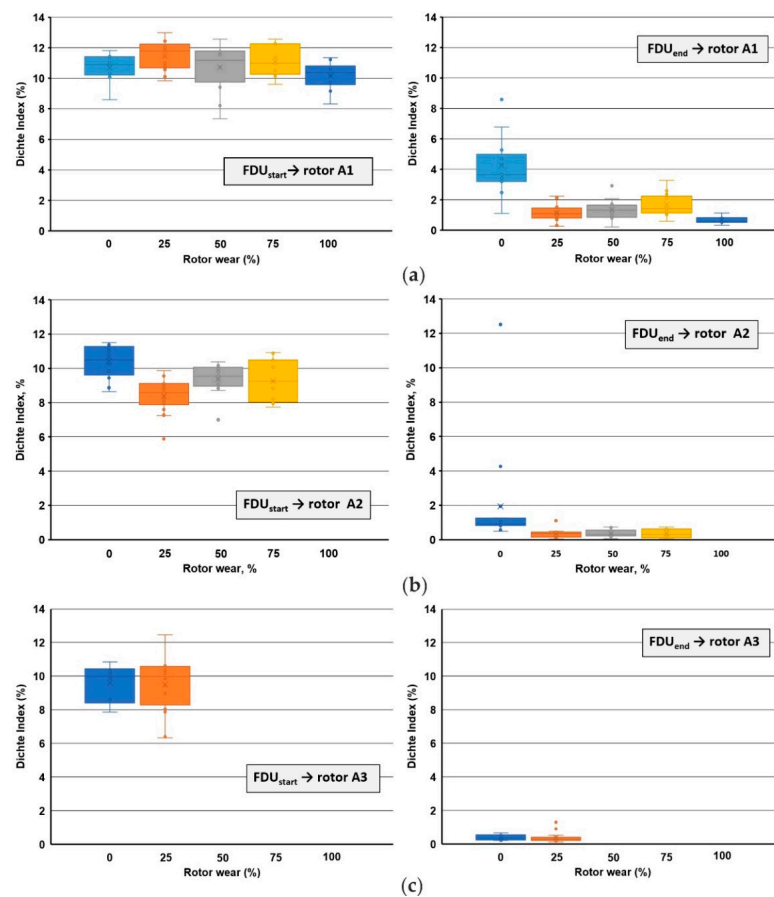 14
12
10
8
6
4
2
0
Dichte Index (%)
FDUstart → rotor A1
0 25 50 75 100
Rotor wear (%)
14
12
10
8
6
4
2
0
Dichte Index (%)
FDUend → rotor A1
0 25 50 75 100
Rotor wear (%)
(a)
14
12
10
8
6
4
2
0
Dichte Index, %
FDUstart → rotor A2
0 25 50 75 100
Rotor wear, %
14
12
10
8
6
4
2
0
Dichte Index, %
FDUend → rotor A2
0 25 50 75 100
Rotor wear, %
(b)
14
12
10
8
6
4
2
0
Dichte Index (%)
FDUstart → rotor A3
0 25 50 75 100
Rotor wear (%)
14
12
10
8
6
4
2
0
Dichte Index (%)
FDUend → rotor A3
0 25 50 75 100
Rotor wear (%)
(c)